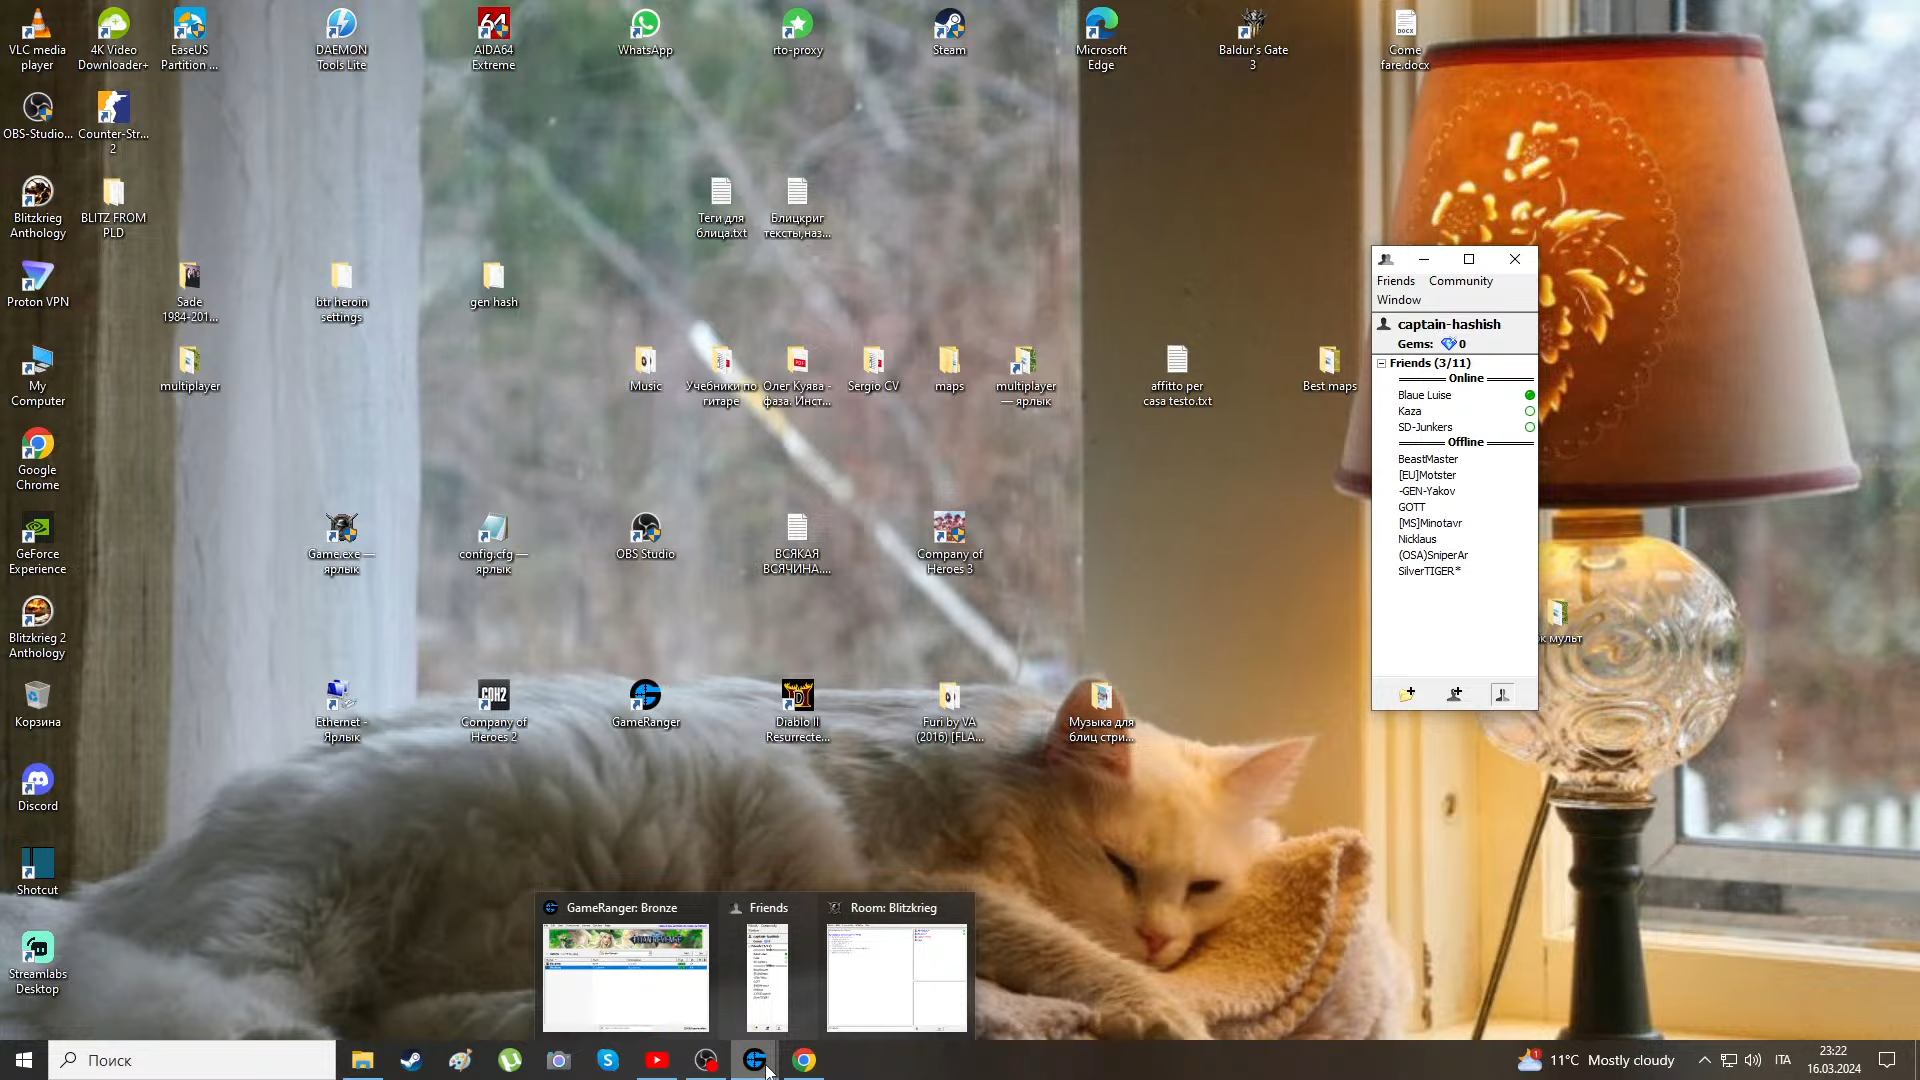 VLC media
player
4K Video
Downloader+
EaseUS
Partition ...
DAEMON
Tools Lite
AIDA64
Extreme
WhatsApp
rto-proxy
Steam
Microsoft
Edge
Baldur's Gate
3
Come
fare.docx
OBS-Studio...
Counter-Str...
2
Blitzkrieg
Anthology
BLITZ FROM
PLD
Теги для
блица.txt
Блицкриг
тексты,наз...
Proton VPN
Sade
1984-201...
btr heroin
settings
gen hash
My
Computer
multiplayer
Music
Учебники по
гитаре
Олег Куява -
фаза. Инст...
Sergio CV
maps
multiplayer
— ярлык
affitto per
casa testo.txt
Best maps
Google
Chrome
GeForce
Experience
Game.exe —
ярлык
config.cfg —
ярлык
OBS Studio
ВСЯКАЯ
ВСЯЧИНА....
Company of
Heroes 3
Blitzkrieg 2
Anthology
к мульт
Корзина
Ethernet -
Ярлык
COH2
Company of
Heroes 2
GameRanger
Diablo II
Resurrecte...
Furi by VA
(2016) [FLA...
Музыка для
блиц стри...
Discord
Shotcut
Streamlabs
Desktop
Friends Community
Window
captain-hashish
Gems: 0
Friends (3/11)
Online
Blaue Luise
Kaza
SD-Junkers
Offline
BeastMaster
[EU]Motster
-GEN-Yakov
GOTT
[MS]Minotavr
Nicklaus
(OSA)SniperAr
SilverTIGER*
GameRanger: Bronze
Friends
Room: Blitzkrieg
Поиск
1
11°C Mostly cloudy
ITA
23:22
16.03.2024